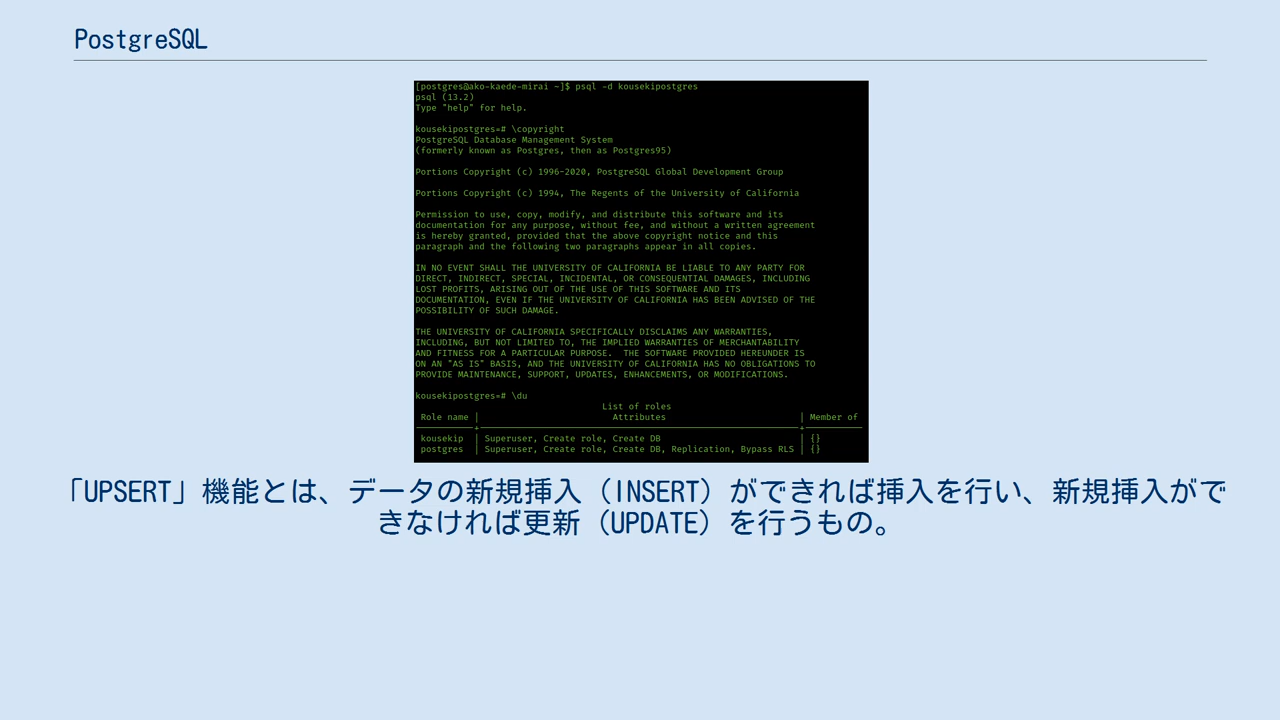 PostgreSQL
[postgres@ako-kaede-mirai ~]$ psql -d kousekipostgres
psql (13.2)
Type "help" for help.
kousekipostgres=# \copyright
PostgreSQL Database Management System
(formerly known as Postgres, then as Postgres95)
Portions Copyright (c) 1996-2020, PostgreSQL Global Development Group
Portions Copyright (c) 1994, The Regents of the University of California
Permission to use, copy, modify, and distribute this software and its
documentation for any purpose, without fee, and without a written agreement
is hereby granted, provided that the above copyright notice and this
paragraph and the following two paragraphs appear in all copies.
IN NO EVENT SHALL THE UNIVERSITY OF CALIFORNIA BE LIABLE TO ANY PARTY FOR
DIRECT, INDIRECT, SPECIAL, INCIDENTAL, OR CONSEQUENTIAL DAMAGES, INCLUDING
LOST PROFITS, ARISING OUT OF THE USE OF THIS SOFTWARE AND ITS
DOCUMENTATION, EVEN IF THE UNIVERSITY OF CALIFORNIA HAS BEEN ADVISED OF THE
POSSIBILITY OF SUCH DAMAGE.
THE UNIVERSITY OF CALIFORNIA SPECIFICALLY DISCLAIMS ANY WARRANTIES,
INCLUDING, BUT NOT LIMITED TO, THE IMPLIED WARRANTIES OF MERCHANTABILITY
AND FITNESS FOR A PARTICULAR PURPOSE.  THE SOFTWARE PROVIDED HEREUNDER IS
ON AN "AS IS" BASIS, AND THE UNIVERSITY OF CALIFORNIA HAS NO OBLIGATIONS TO
PROVIDE MAINTENANCE, SUPPORT, UPDATES, ENHANCEMENTS, OR MODIFICATIONS.
kousekipostgres=# \du
List of roles
Role name | Attributes | Member of
kousekip | Superuser, Create role, Create DB | {}
postgres | Superuser, Create role, Create DB, Replication, Bypass RLS | {}
「UPSERT」機能とは、データの新規挿入（INSERT）ができれば挿入を行い、新規挿入がで
きなければ更新（UPDATE）を行うもの。